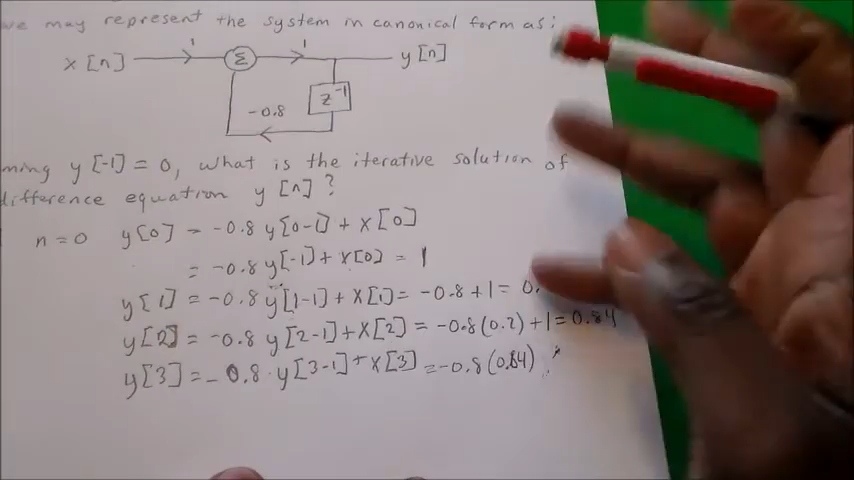 we may represent the system in canonical form as:
x[n] 1 Σ 1 y[n]
-0.8 z⁻¹
ming y[-1] = 0, what is the iterative solution of
difference equation y[n]?
n=0 y[0] = -0.8 y[0-1] + x[0]
= -0.8 y[-1] + x[0] = 1
y[1] = -0.8 y[1-1] + x[1] = -0.8 + 1 = 0.
y[2] = -0.8 y[2-1] + x[2] = -0.8(0.2) + 1 = 0.84
y[3] = -0.8 · y[3-1] + x[3] = -0.8(0.84)